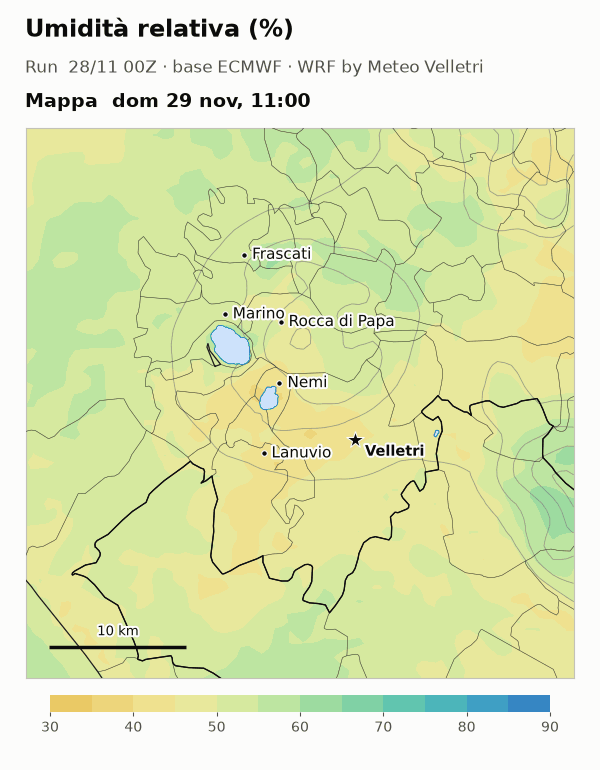 Umidità relativa (%)
Run  28/11 00Z · base ECMWF · WRF by Meteo Velletri
Mappa  dom 29 nov, 11:00
Frascati
Marino
Rocca di Papa
Nemi
Velletri
Lanuvio
10 km
30 40 50 60 70 80 90